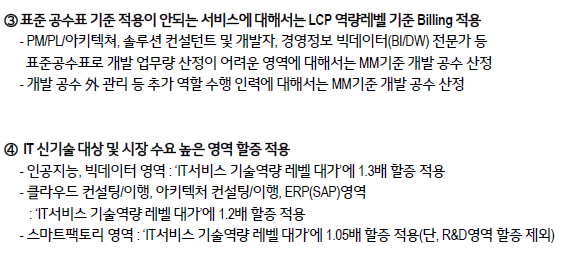 ③ 표준 공수표 기준 적용이 안되는 서비스에 대해서는 LCP 역량레벨 기준 Billing 적용
- PM/PL/아키텍쳐, 솔루션 컨설턴트 및 개발자, 경영정보 빅데이터(BI/DW) 전문가 등
표준공수표로 개발 업무량 산정이 어려운 영역에 대해서는 MM기준 개발 공수 산정
- 개발 공수 外 관리 등 추가 역할 수행 인력에 대해서는 MM기준 개발 공수 산정
④ IT 신기술 대상 및 시장 수요 높은 영역 할증 적용
- 인공지능, 빅데이터 영역 : ‘IT서비스 기술역량 레벨 대가’에 1.3배 할증 적용
- 클라우드 컨설팅/이행, 아키텍처 컨설팅/이행, ERP(SAP)영역
: ‘IT서비스 기술역량 레벨 대가’에 1.2배 할증 적용
- 스마트팩토리 영역 : ‘IT서비스 기술역량 레벨 대가’에 1.05배 할증 적용(단, R&D영역 할증 제외)